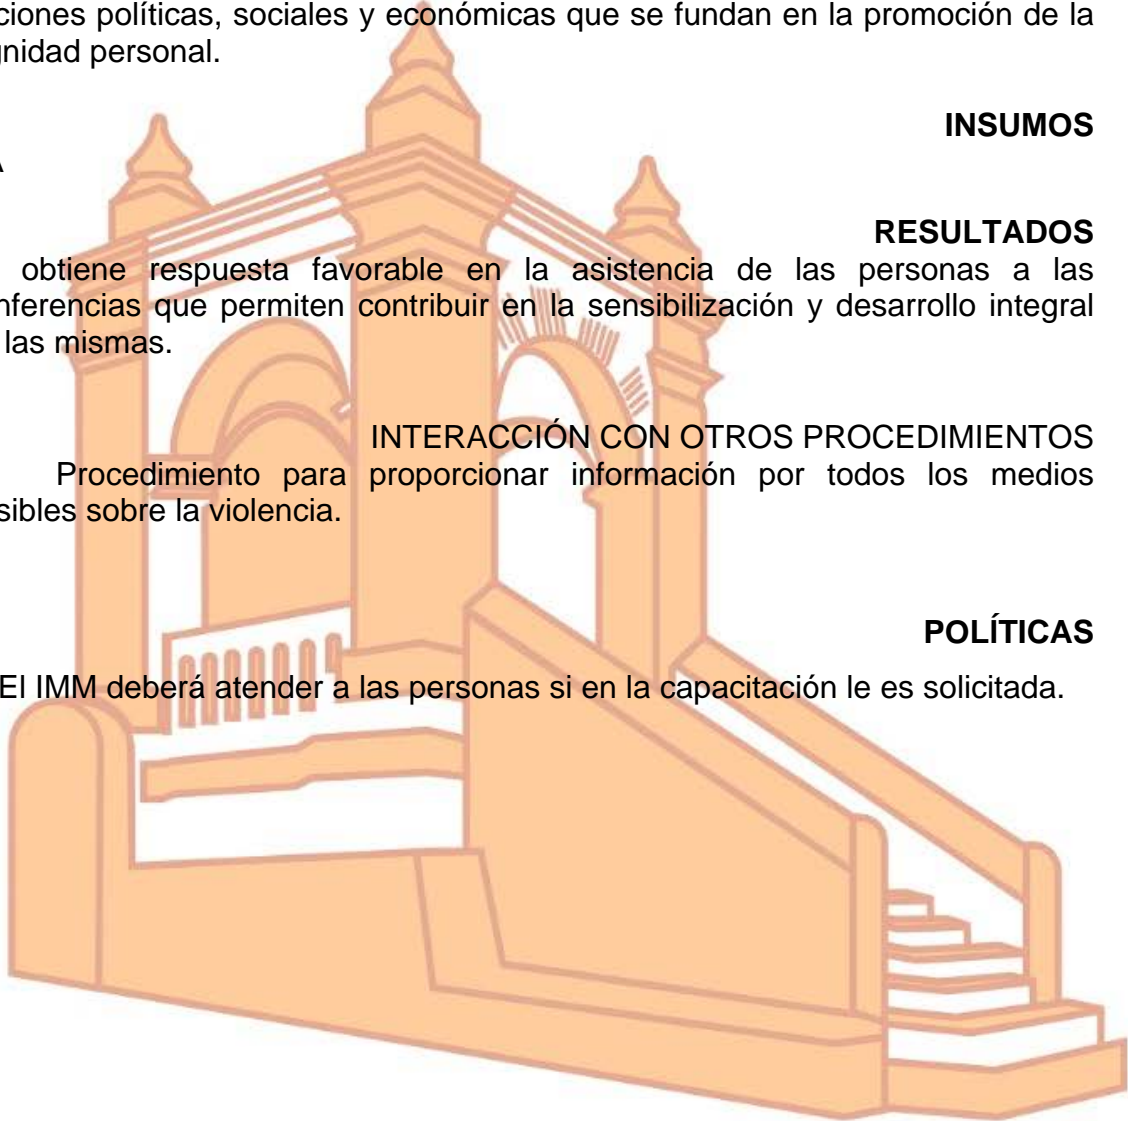 ciones políticas, sociales y económicas que se fundan en la promoción de la
gnidad personal.
INSUMOS
A
RESULTADOS
obtiene respuesta favorable en la asistencia de las personas a las
nferencias que permiten contribuir en la sensibilización y desarrollo integral
las mismas.
INTERACCIÓN CON OTROS PROCEDIMIENTOS
Procedimiento para proporcionar información por todos los medios
sibles sobre la violencia.
POLÍTICAS
El IMM deberá atender a las personas si en la capacitación le es solicitada.